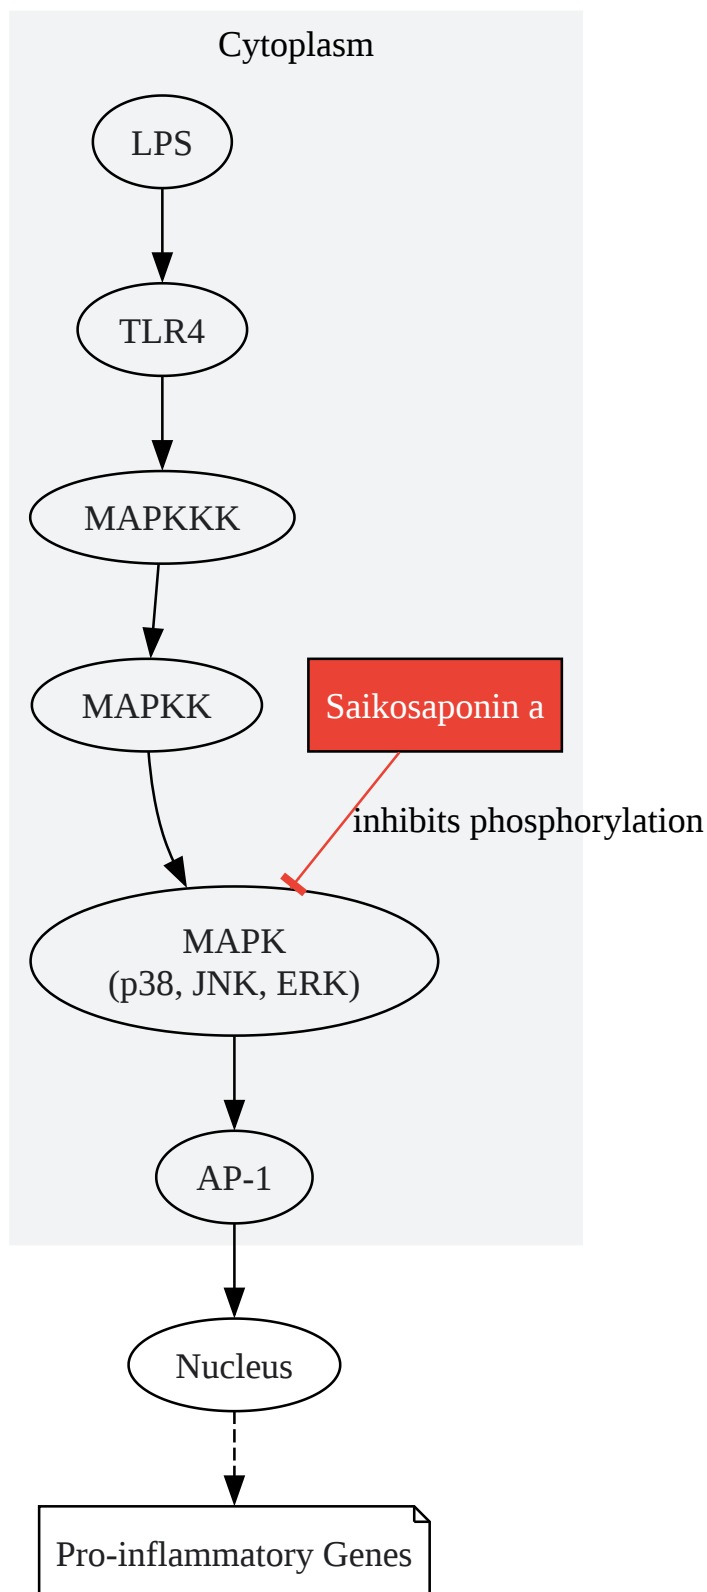 Cytoplasm
LPS
TLR4
MAPKKK
MAPKK
Saikosaponin a
inhibits phosphorylation
MAPK
(p38, JNK, ERK)
AP-1
Nucleus
Pro-inflammatory Genes